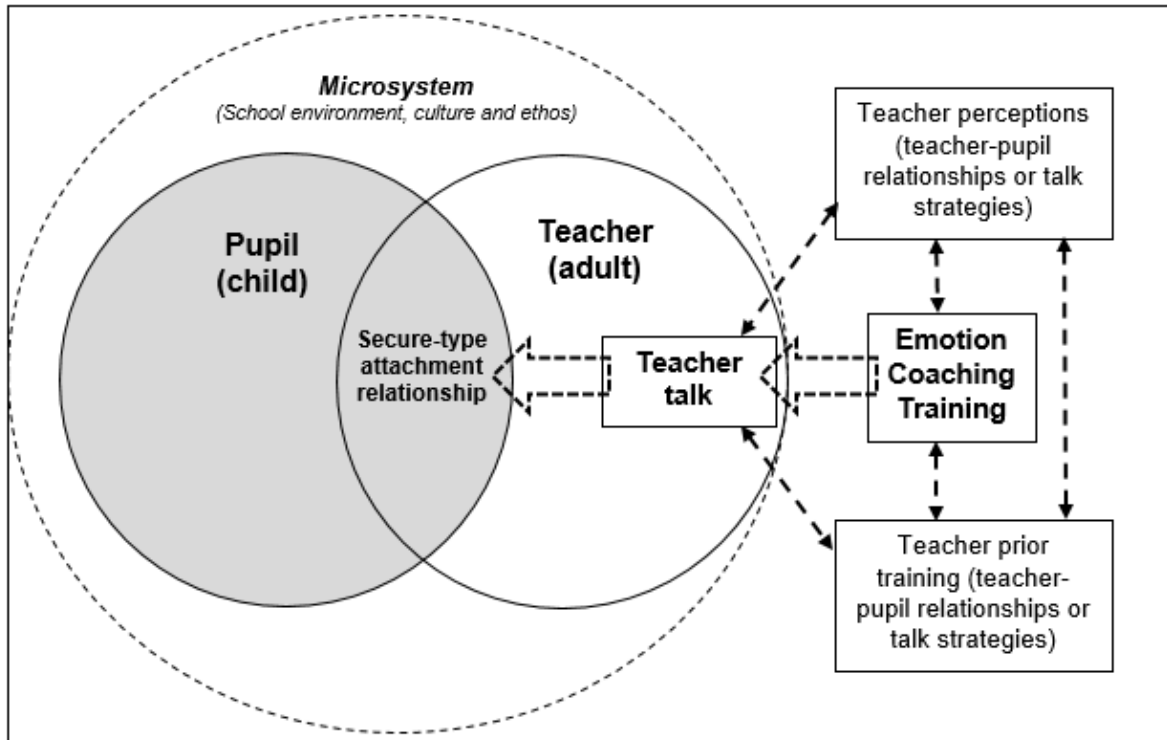 Microsystem
(School environment, culture and ethos)
Pupil
(child)
Teacher
(adult)
Secure-type
attachment
relationship
Teacher
talk
Teacher perceptions
(teacher-pupil
relationships or talk
strategies)
Emotion
Coaching
Training
Teacher prior
training (teacher-
pupil relationships or
talk strategies)